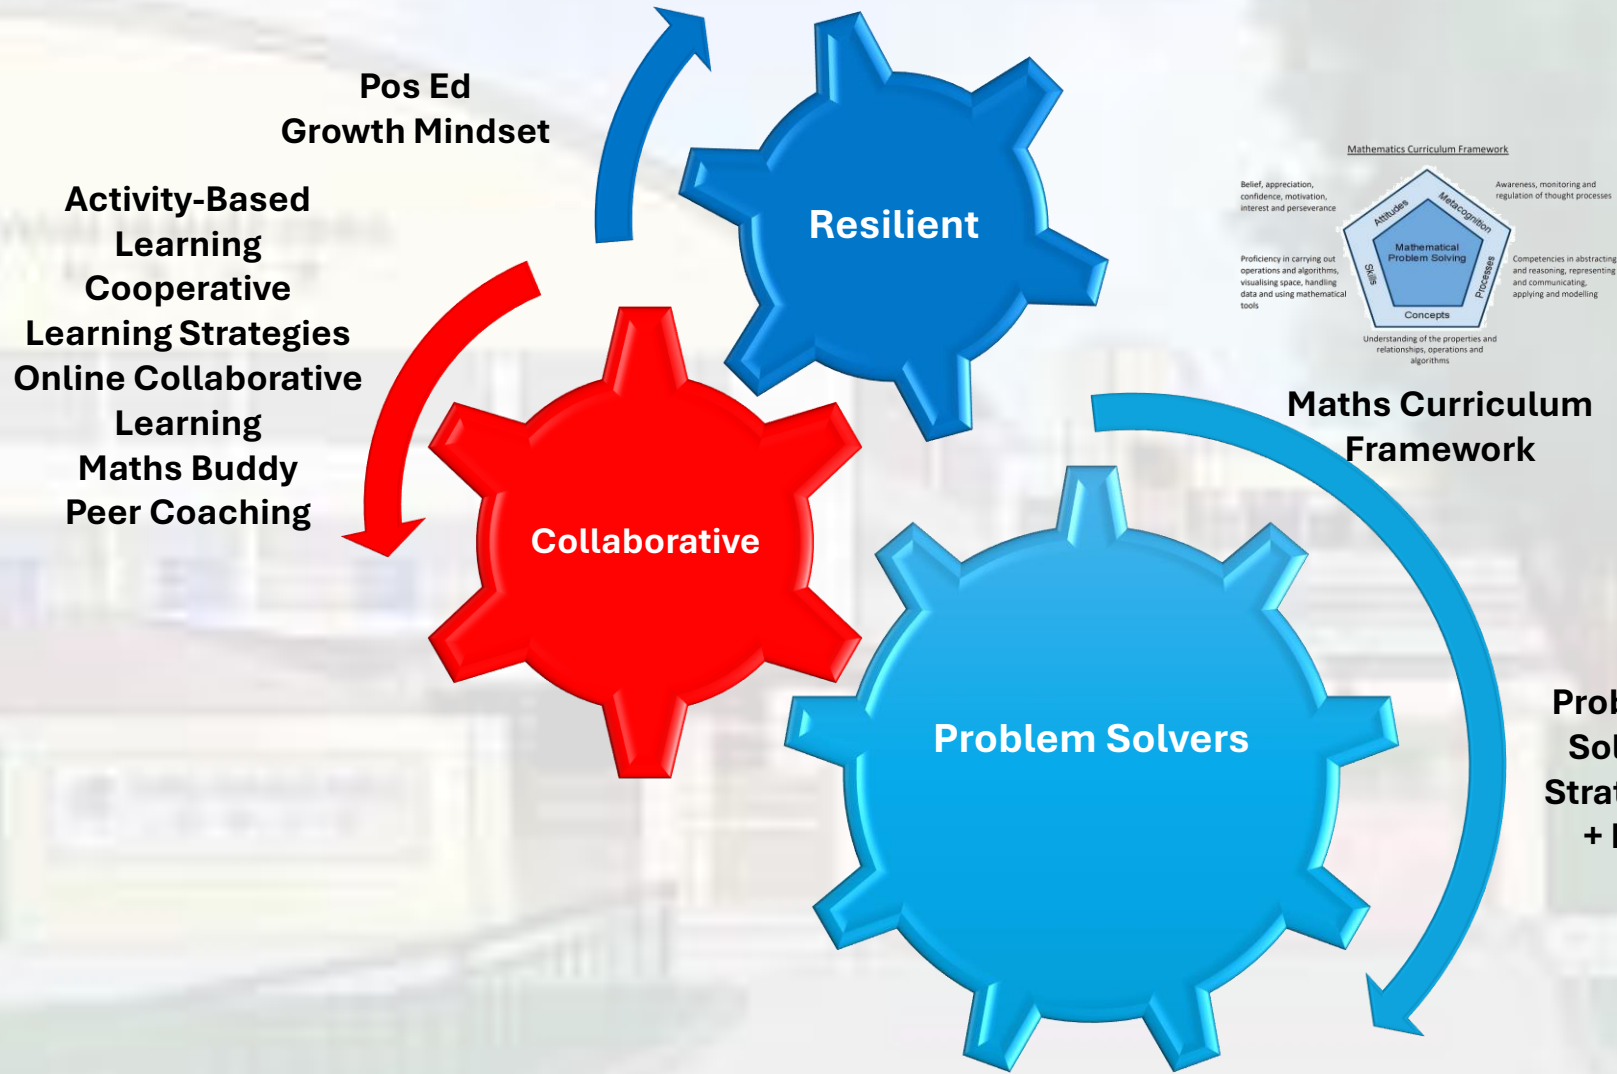 Pos Ed
Growth Mindset
Activity-Based
Learning
Cooperative
Learning Strategies
Online Collaborative
Learning
Maths Buddy
Peer Coaching
Resilient
Collaborative
Problem Solvers
Mathematics Curriculum Framework
Belief, appreciation,
confidence, motivation,
interest and perseverance
Awareness, monitoring and
regulation of thought processes
Attitudes
Metacognition
Mathematical
Problem Solving
Skills
Processes
Concepts
Proficiency in carrying out
operations and algorithms,
visualising space, handling
data and using mathematical
tools
Competencies in abstracting
and reasoning, representing
and communicating,
applying and modelling
Understanding of the properties and
relationships, operations and
algorithms
Maths Curriculum
Framework